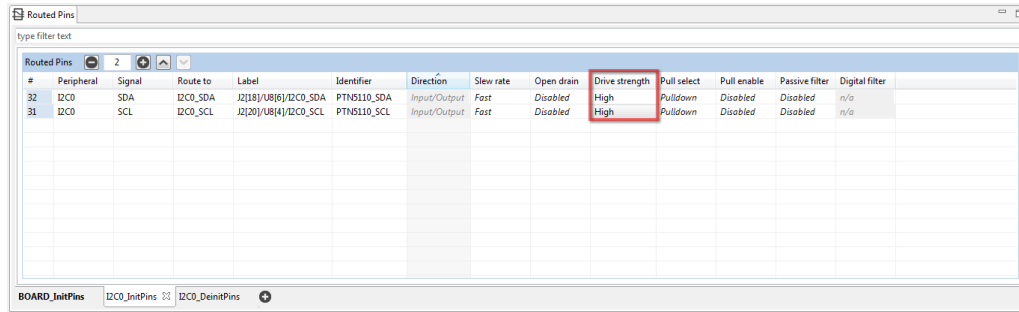 Routed Pins
type filter text
Routed Pins 2
# Peripheral Signal Route to Label Identifier Direction Slew rate Open drain Drive strength Pull select Pull enable Passive filter Digital filter
32 I2C0 SDA I2C0_SDA J2[18]/U8[6]/I2C0_SDA PTN5110_SDA Input/Output Fast Disabled High Pulldown Disabled Disabled n/a
31 I2C0 SCL I2C0_SCL J2[20]/U8[4]/I2C0_SCL PTN5110_SCL Input/Output Fast Disabled High Pulldown Disabled Disabled n/a
BOARD_InitPins I2C0_InitPins I2C0_DeinitPins